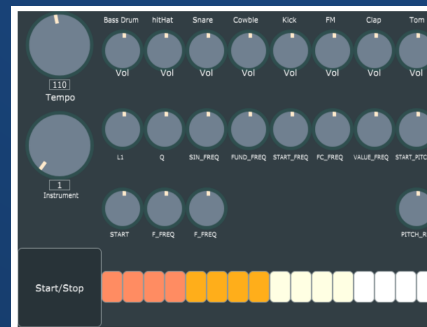 Bass Drum hitHat Snare Cowble Kick FM Clap Tom
Vol Vol Vol Vol Vol Vol Vol Vol
110
Tempo
L1 Q SIN_FREQ FUND_FREQ START_FREQ FC_FREQ VALUE_FREQ START_PITC
1
Instrument
START F_FREQ F_FREQ PITCH_R
Start/Stop